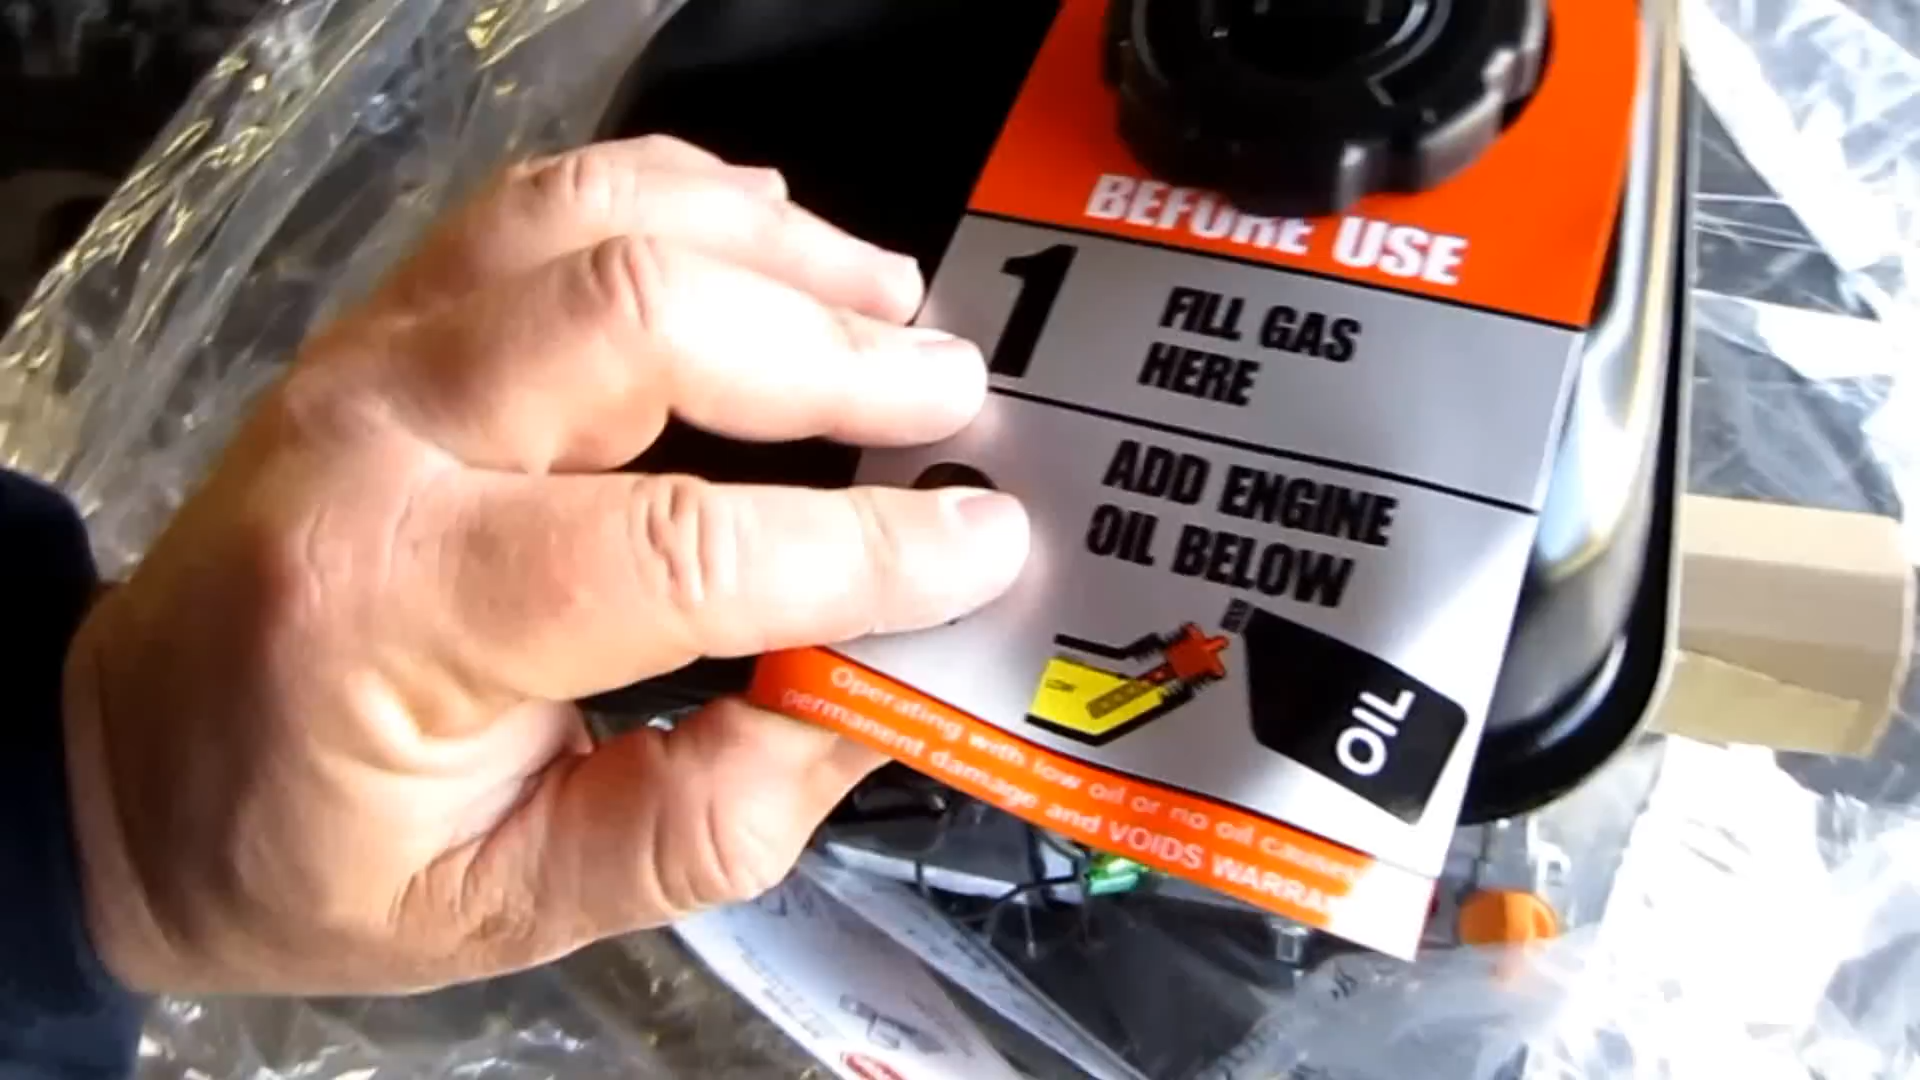 BEFORE USE
1
FILL GAS
HERE
ADD ENGINE
OIL BELOW
OIL
Operating with low oil or no oil causes
permanent damage and VOIDS